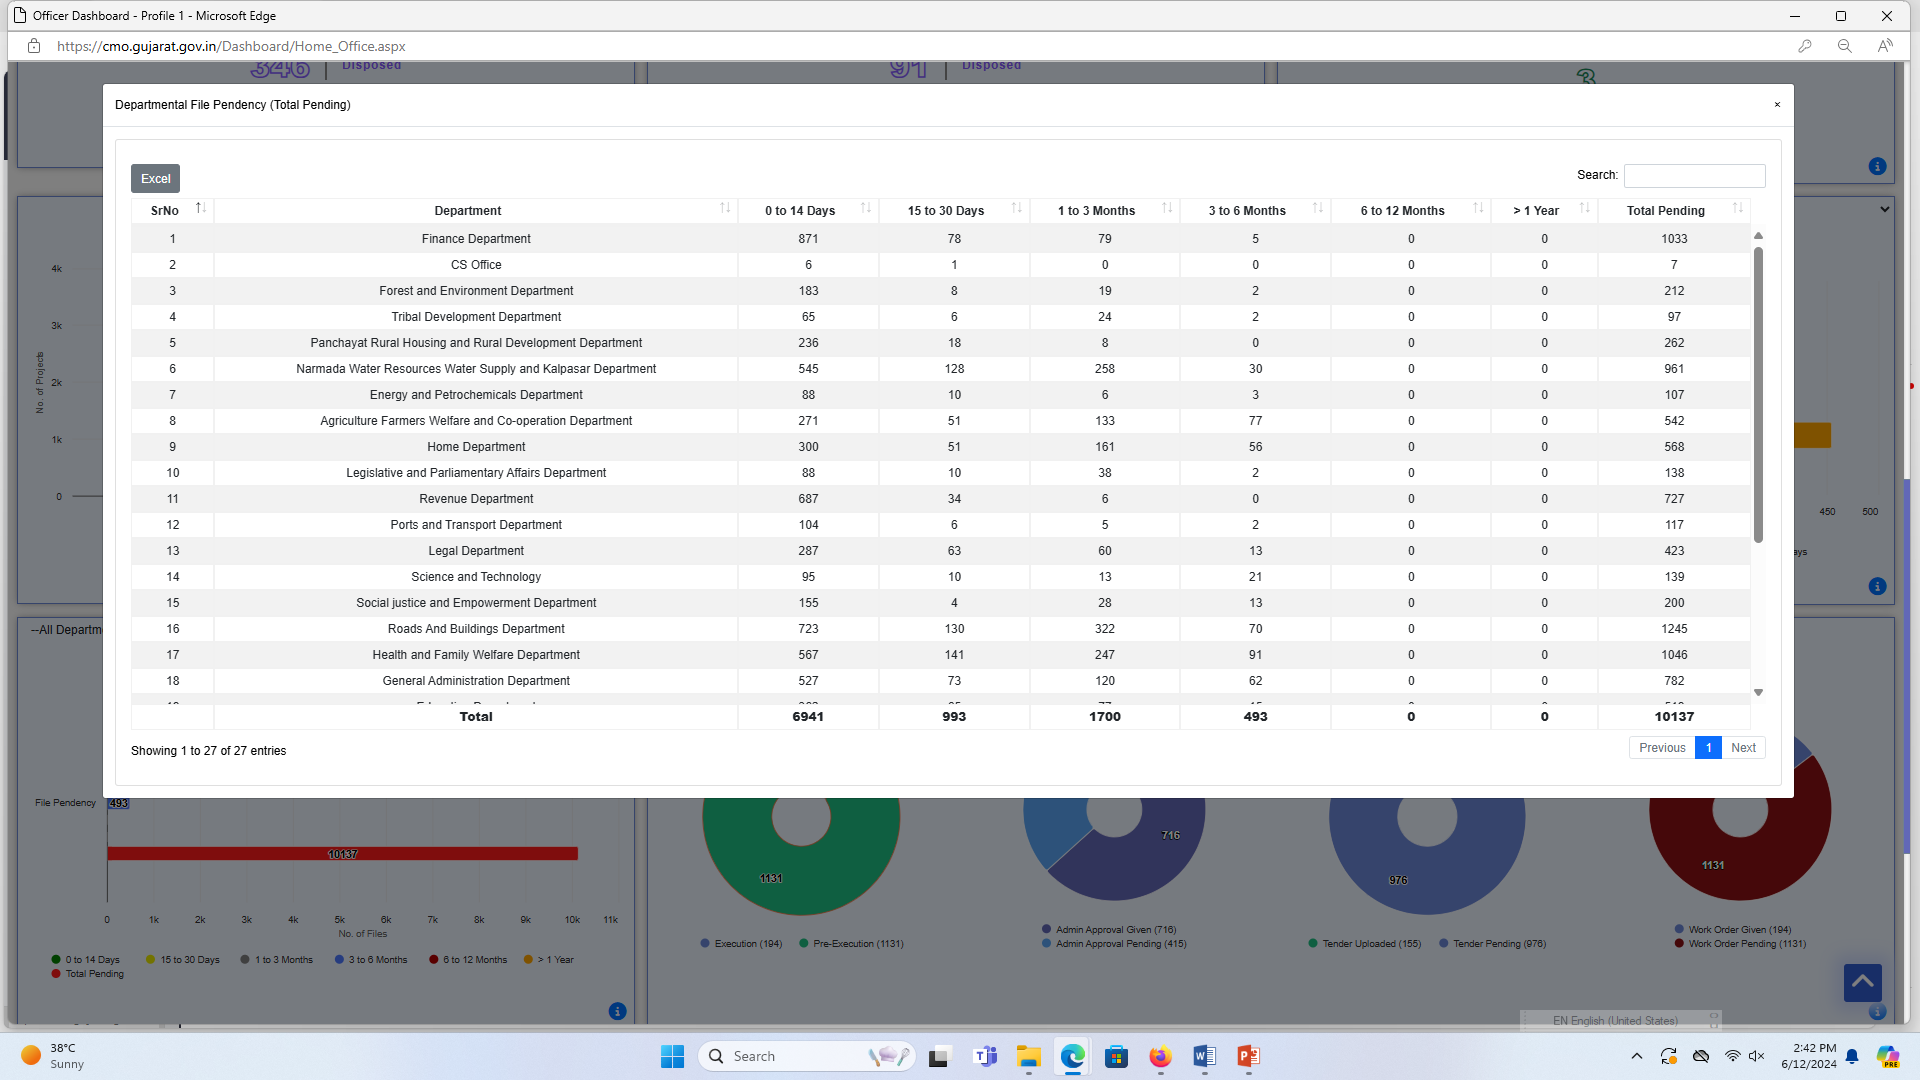 Officer Dashboard - Profile 1 - Microsoft Edge
https://cmo.gujarat.gov.in/Dashboard/Home_Office.aspx
346 Disposed 91 Disposed 3
Departmental File Pendency (Total Pending) ×
Excel Search:
SrNo Department 0 to 14 Days 15 to 30 Days 1 to 3 Months 3 to 6 Months 6 to 12 Months > 1 Year Total Pending
1 Finance Department 871 78 79 5 0 0 1033
2 CS Office 6 1 0 0 0 0 7
3 Forest and Environment Department 183 8 19 2 0 0 212
4 Tribal Development Department 65 6 24 2 0 0 97
5 Panchayat Rural Housing and Rural Development Department 236 18 8 0 0 0 262
6 Narmada Water Resources Water Supply and Kalpasar Department 545 128 258 30 0 0 961
7 Energy and Petrochemicals Department 88 10 6 3 0 0 107
8 Agriculture Farmers Welfare and Co-operation Department 271 51 133 77 0 0 542
9 Home Department 300 51 161 56 0 0 568
10 Legislative and Parliamentary Affairs Department 88 10 38 2 0 0 138
11 Revenue Department 687 34 6 0 0 0 727
12 Ports and Transport Department 104 6 5 2 0 0 117
13 Legal Department 287 63 60 13 0 0 423
14 Science and Technology 95 10 13 21 0 0 139
15 Social justice and Empowerment Department 155 4 28 13 0 0 200
16 Roads And Buildings Department 723 130 322 70 0 0 1245
17 Health and Family Welfare Department 567 141 247 91 0 0 1046
18 General Administration Department 527 73 120 62 0 0 782
Total 6941 993 1700 493 0 0 10137
Showing 1 to 27 of 27 entries
Previous 1 Next
4k
3k
2k
1k
0
No. of Projects
450 500
ays
--All Departm
File Pendency 493
10137
0 1k 2k 3k 4k 5k 6k 7k 8k 9k 10k 11k
No. of Files
0 to 14 Days 15 to 30 Days 1 to 3 Months 3 to 6 Months 6 to 12 Months > 1 Year
Total Pending
1131
Execution (194) Pre-Execution (1131)
716
Admin Approval Given (716)
Admin Approval Pending (415)
976
Tender Uploaded (155) Tender Pending (976)
1131
Work Order Given (194)
Work Order Pending (1131)
EN English (United States)
38°C
Sunny
Search
2:42 PM
6/12/2024
PRE